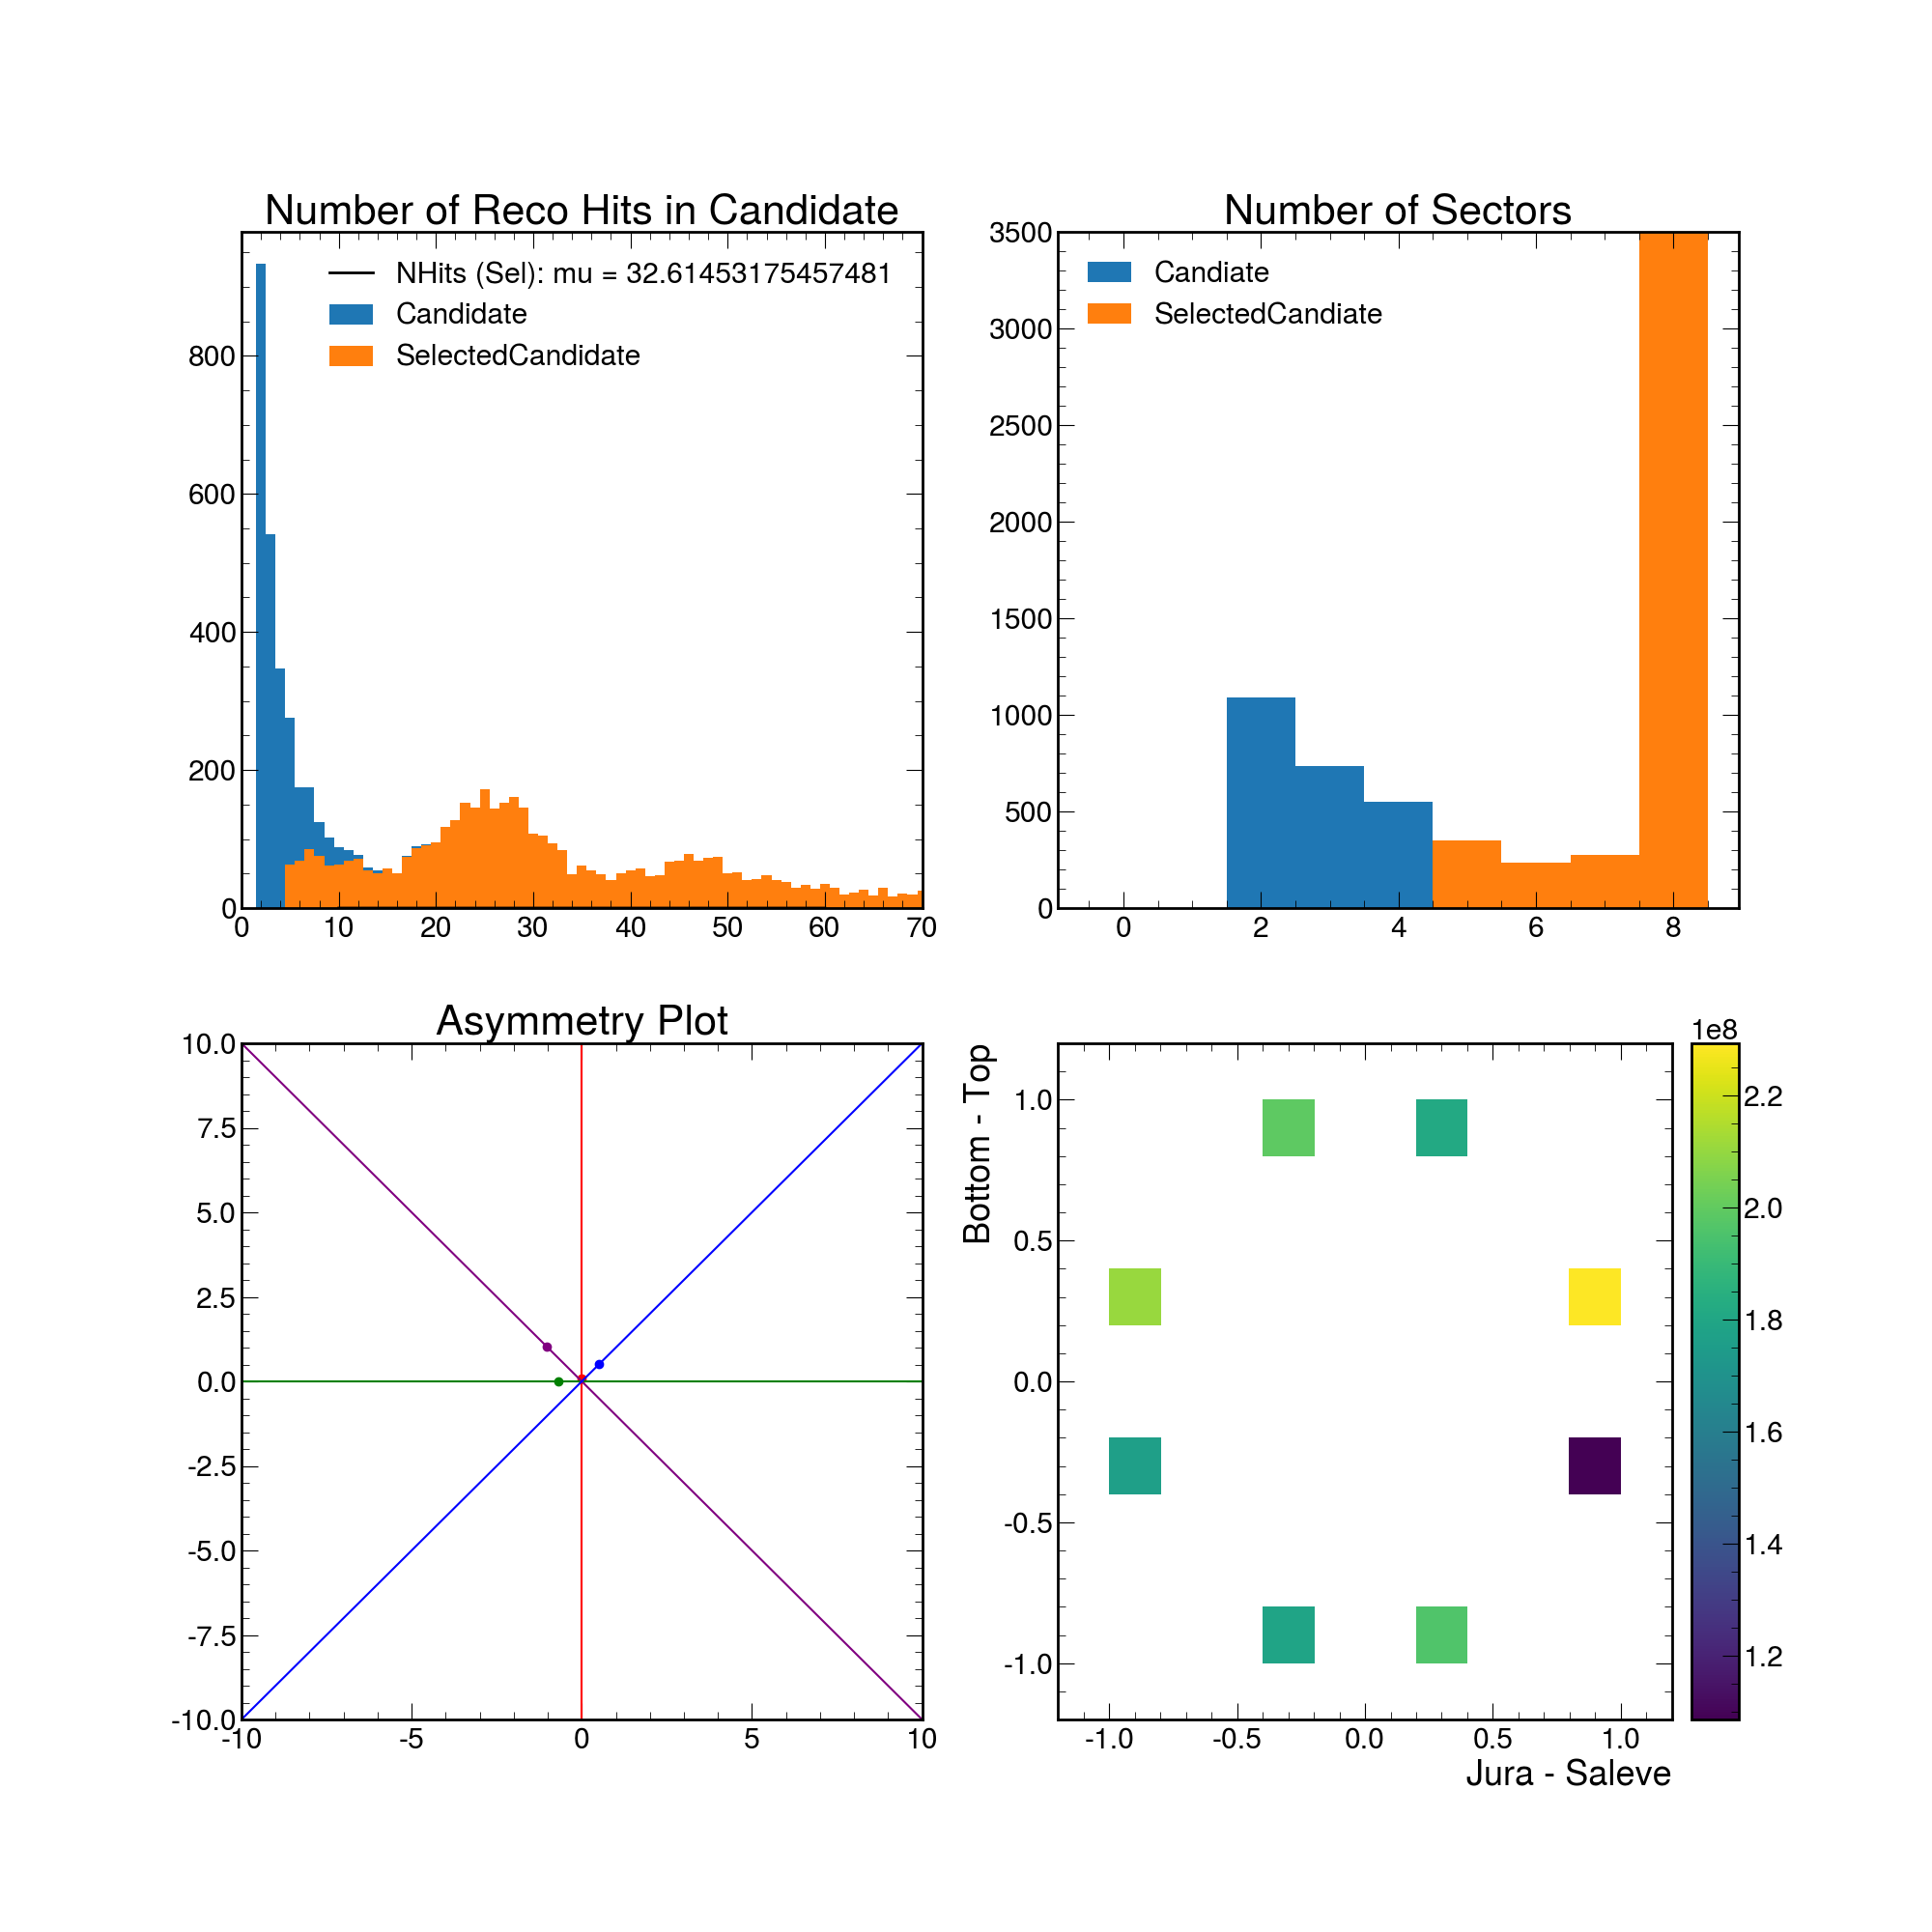 Number of Reco Hits in Candidate
NHits (Sel): mu = 32.61453175457481
Candidate
SelectedCandidate
800
600
400
200
0
0 10 20 30 40 50 60 70
Number of Sectors
Candiate
SelectedCandiate
3500
3000
2500
2000
1500
1000
500
0
0 2 4 6 8
Asymmetry Plot
10.0
7.5
5.0
2.5
0.0
-2.5
-5.0
-7.5
-10.0
-10 -5 0 5 10
Bottom - Top
1.0
0.5
0.0
-0.5
-1.0
-1.0 -0.5 0.0 0.5 1.0
Jura - Saleve
1e8
2.2
2.0
1.8
1.6
1.4
1.2